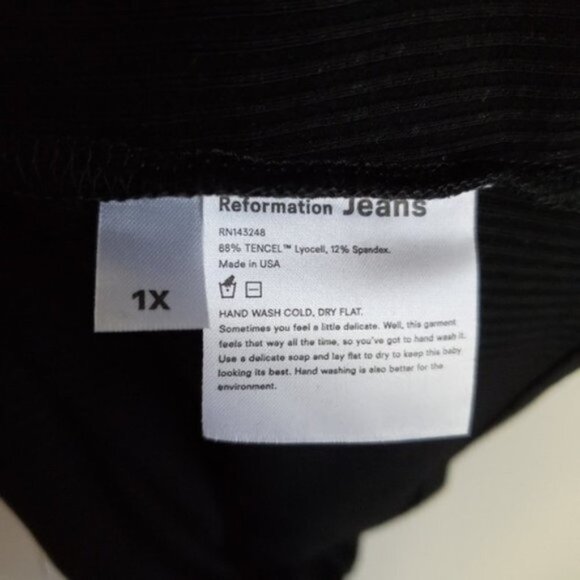 Reformation Jeans
RN143248
88% TENCEL™ Lyocell, 12% Spandex.
Made in USA
1X
HAND WASH COLD, DRY FLAT.
Sometimes you feel a little delicate. Well, this garment
feels that way all the time, so you've got to hand wash it.
Use a delicate soap and lay flat to dry to keep this baby
looking its best. Hand washing is also better for the
environment.